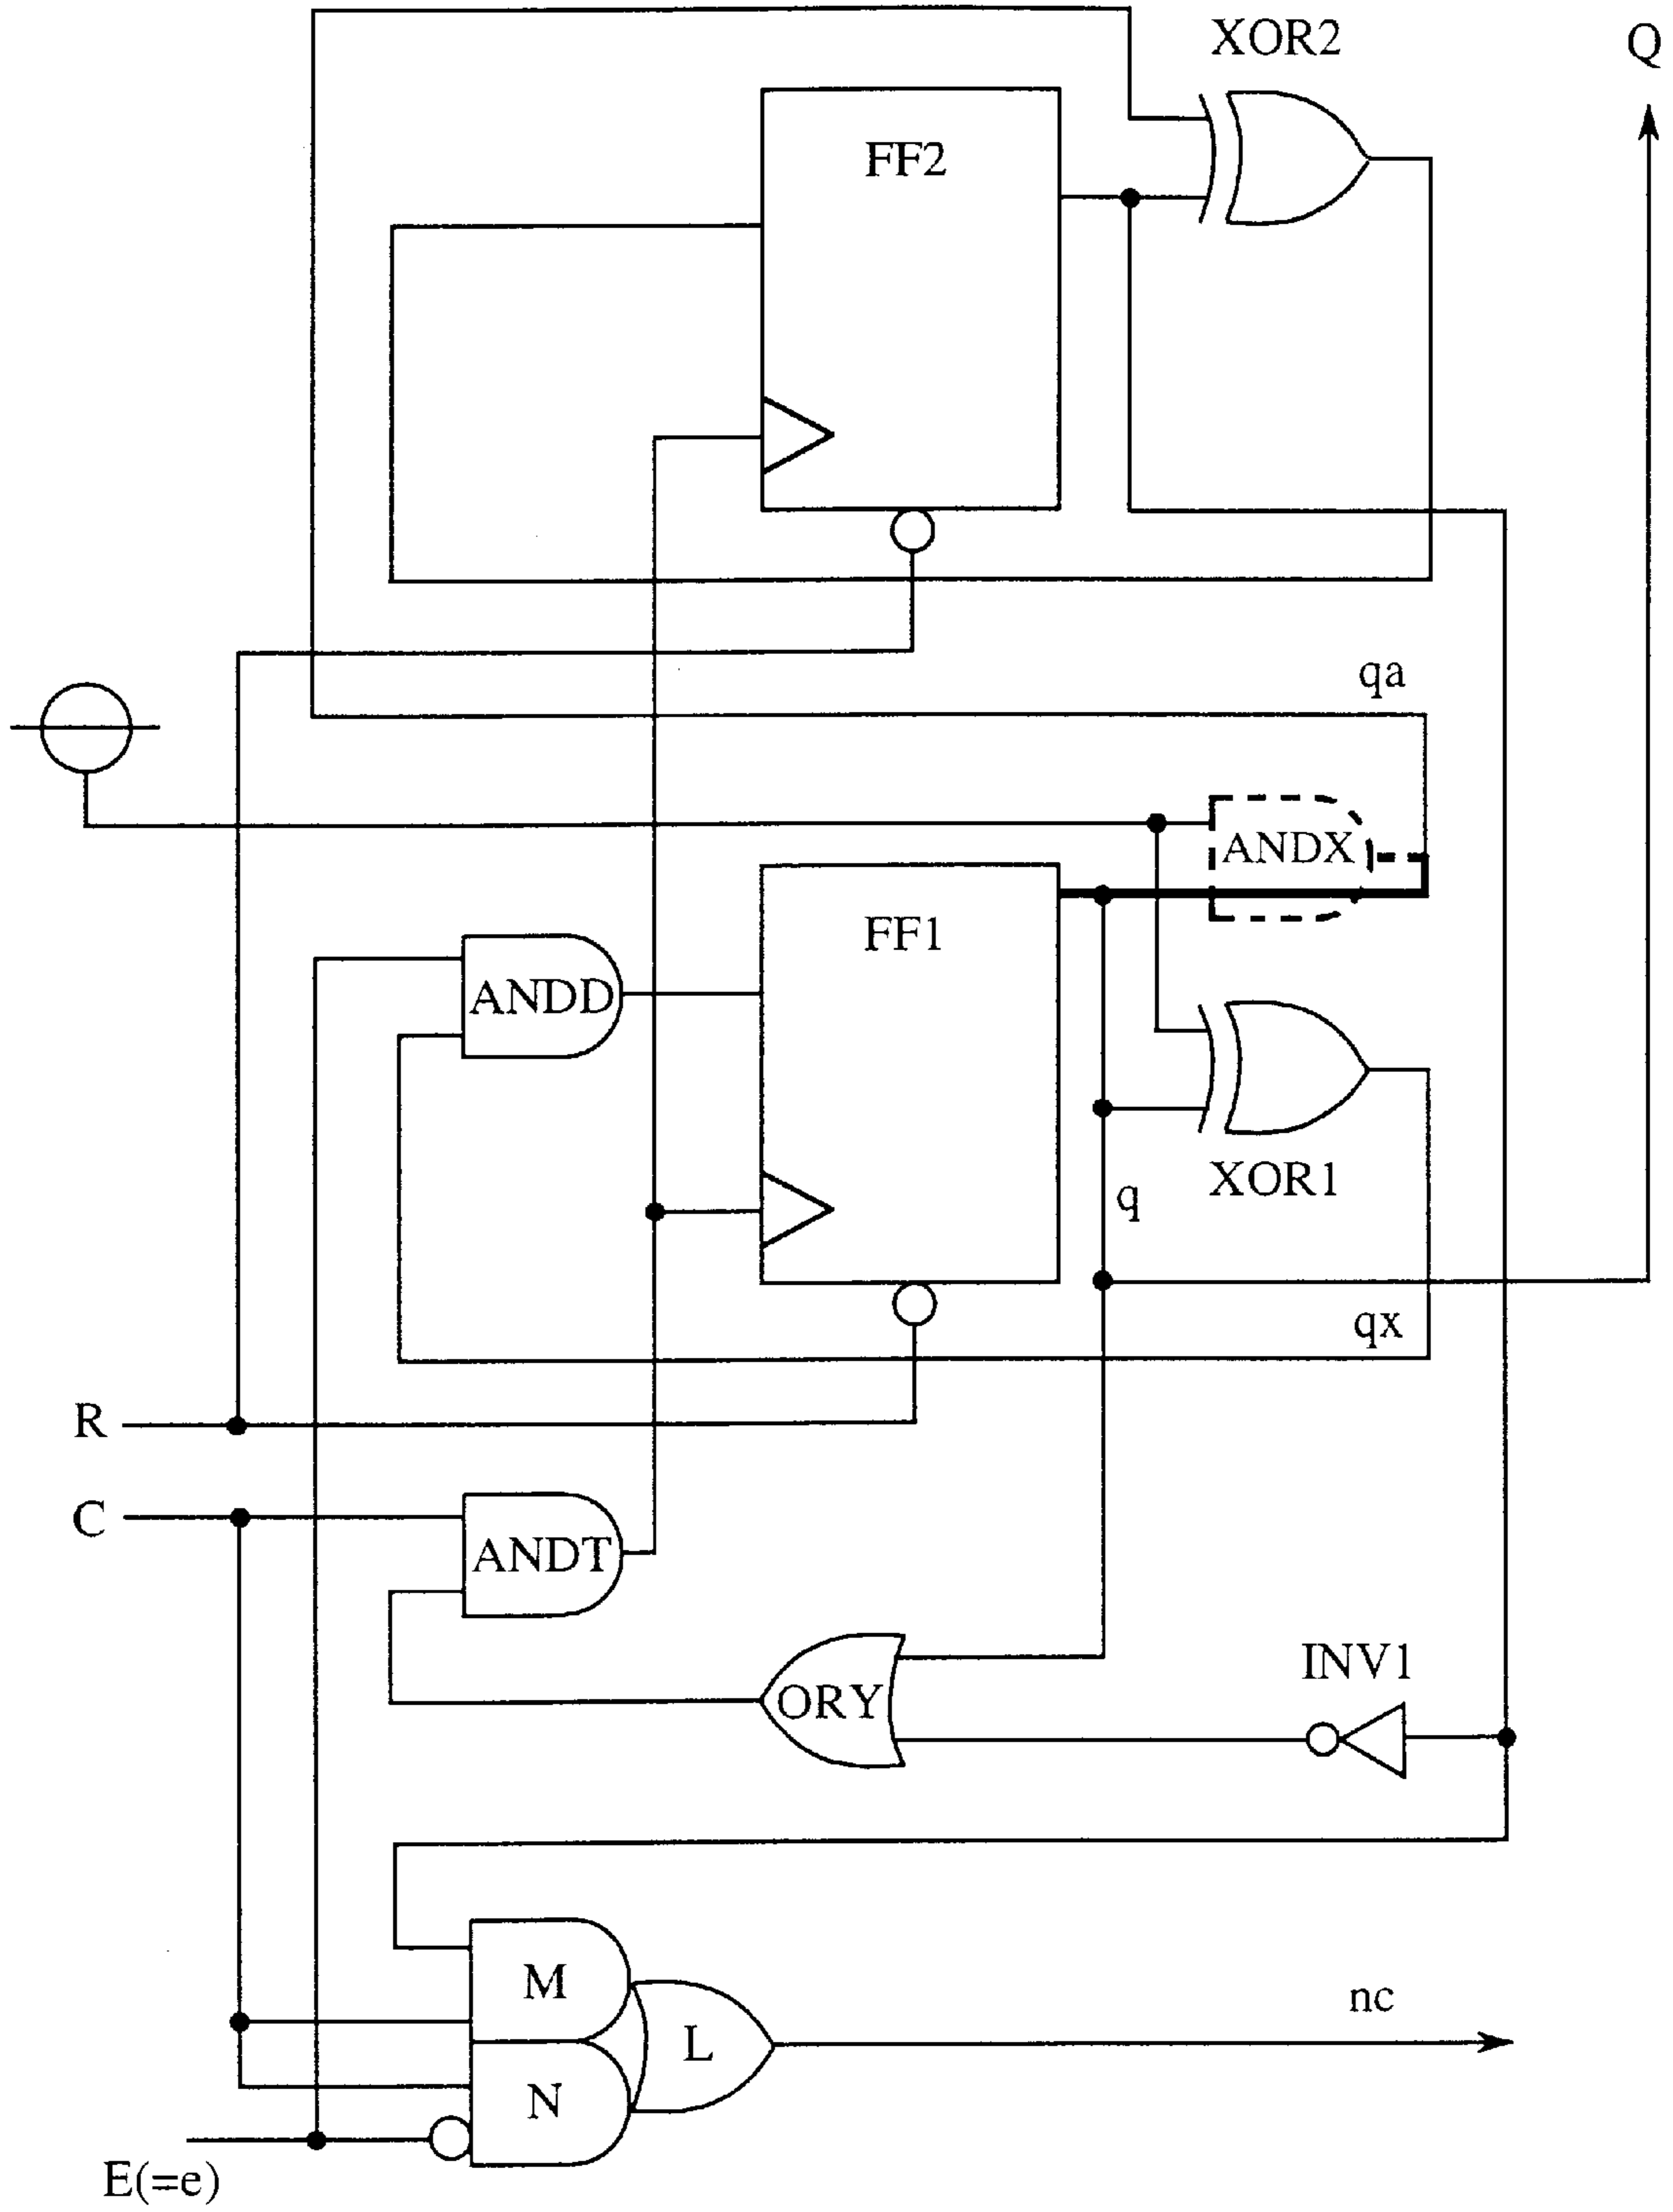 XOR2
Q
FF2
qa
ANDX
FF1
ANDD
XOR1
q
qx
R
C
ANDT
INV1
ORY
nc
M
L
N
E(=e)